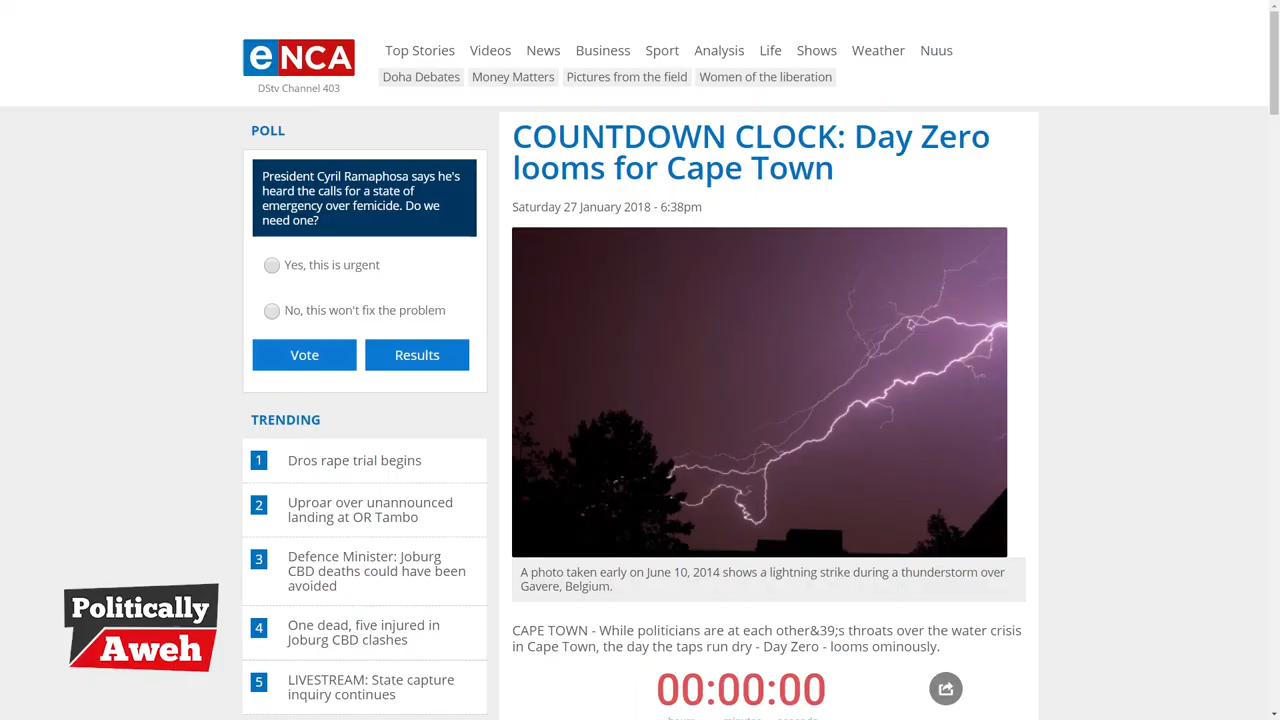 eNCA
DStv Channel 403
Top Stories Videos News Business Sport Analysis Life Shows Weather Nuus
Doha Debates Money Matters Pictures from the field Women of the liberation
POLL
President Cyril Ramaphosa says he's
heard the calls for a state of
emergency over femicide. Do we
need one?
Yes, this is urgent
No, this won't fix the problem
Vote Results
TRENDING
1 Dros rape trial begins
2 Uproar over unannounced
landing at OR Tambo
3 Defence Minister: Joburg
CBD deaths could have been
avoided
4 One dead, five injured in
Joburg CBD clashes
5 LIVESTREAM: State capture
inquiry continues
COUNTDOWN CLOCK: Day Zero
looms for Cape Town
Saturday 27 January 2018 - 6:38pm
A photo taken early on June 10, 2014 shows a lightning strike during a thunderstorm over
Gavere, Belgium.
CAPE TOWN - While politicians are at each other&39;s throats over the water crisis
in Cape Town, the day the taps run dry - Day Zero - looms ominously.
00:00:00
Politically
Aweh